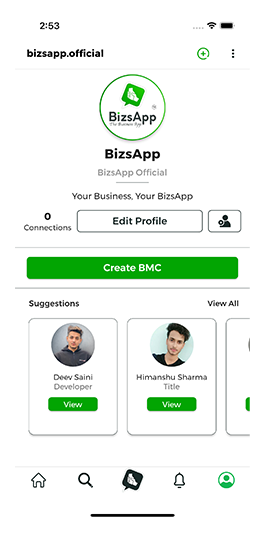 2:53
bizsapp.official
BizsApp
The Business App
BizsApp
BizsApp Official
Your Business, Your BizsApp
0
Connections
Edit Profile
Create BMC
Suggestions
View All
Deev Saini
Developer
View
Himanshu Sharma
Title
View